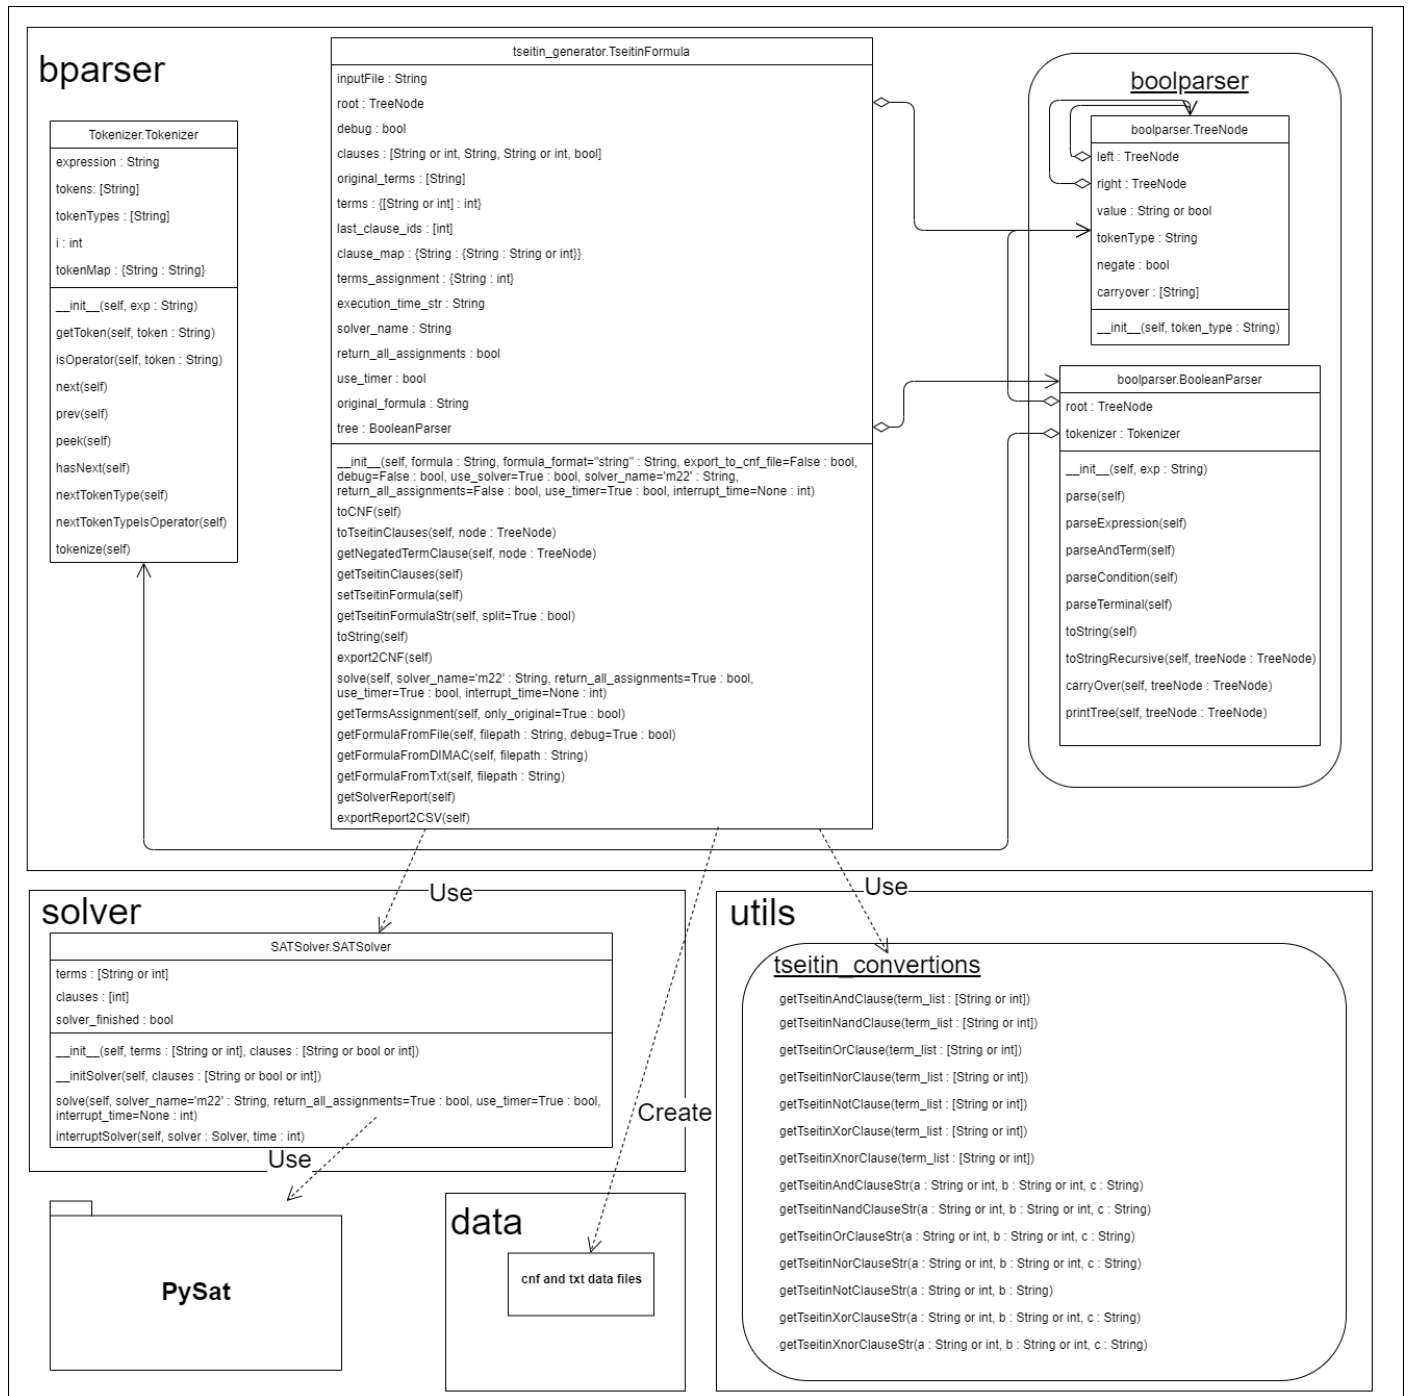 bparser
Tokenizer.Tokenizer
expression : String
tokens: [String]
tokenTypes : [String]
i : int
tokenMap : {String : String}
__init__(self, exp : String)
getToken(self, token : String)
isOperator(self, token : String)
next(self)
prev(self)
peek(self)
hasNext(self)
nextTokenType(self)
nextTokenTypeIsOperator(self)
tokenize(self)
tseitin_generator.TseitinFormula
inputFile : String
root : TreeNode
debug : bool
clauses : [String or int, String, String or int, bool]
original_terms : [String]
terms : {[String or int] : int}
last_clause_ids : [int]
clause_map : {String : {String : String or int}}
terms_assignment : {String : int}
execution_time_str : String
solver_name : String
return_all_assignments : bool
use_timer : bool
original_formula : String
tree : BooleanParser
__init__(self, formula : String, formula_format="string" : String, export_to_cnf_file=False : bool,
debug=False : bool, use_solver=True : bool, solver_name='m22' : String,
return_all_assignments=False : bool, use_timer=True : bool, interrupt_time=None : int)
toCNF(self)
toTseitinClauses(self, node : TreeNode)
getNegatedTermClause(self, node : TreeNode)
getTseitinClauses(self)
setTseitinFormula(self)
getTseitinFormulaStr(self, split=True : bool)
toString(self)
export2CNF(self)
solve(self, solver_name='m22' : String, return_all_assignments=True : bool,
use_timer=True : bool, interrupt_time=None : int)
getTermsAssignment(self, only_original=True : bool)
getFormulaFromFile(self, filepath : String, debug=True : bool)
getFormulaFromDIMAC(self, filepath : String)
getFormulaFromTxt(self, filepath : String)
getSolverReport(self)
exportReport2CSV(self)
boolparser
boolparser.TreeNode
left : TreeNode
right : TreeNode
value : String or bool
tokenType : String
negate : bool
carryover : [String]
__init__(self, token_type : String)
boolparser.BooleanParser
root : TreeNode
tokenizer : Tokenizer
__init__(self, exp : String)
parse(self)
parseExpression(self)
parseAndTerm(self)
parseCondition(self)
parseTerminal(self)
toString(self)
toStringRecursive(self, treeNode : TreeNode)
carryOver(self, treeNode : TreeNode)
printTree(self, treeNode : TreeNode)
Use
Use
solver
SATSolver.SATSolver
terms : [String or int]
clauses : [int]
solver_finished : bool
__init__(self, terms : [String or int], clauses : [String or bool or int])
__initSolver(self, clauses : [String or bool or int])
solve(self, solver_name='m22' : String, return_all_assignments=True : bool, use_timer=True : bool,
interrupt_time=None : int)
interruptSolver(self, solver : Solver, time : int)
Use
Create
PySat
data
cnf and txt data files
utils
tseitin_convertions
getTseitinAndClause(term_list : [String or int])
getTseitinNandClause(term_list : [String or int])
getTseitinOrClause(term_list : [String or int])
getTseitinNorClause(term_list : [String or int])
getTseitinNotClause(term_list : [String or int])
getTseitinXorClause(term_list : [String or int])
getTseitinXnorClause(term_list : [String or int])
getTseitinAndClauseStr(a : String or int, b : String or int, c : String)
getTseitinNandClauseStr(a : String or int, b : String or int, c : String)
getTseitinOrClauseStr(a : String or int, b : String or int, c : String)
getTseitinNorClauseStr(a : String or int, b : String or int, c : String)
getTseitinNotClauseStr(a : String or int, b : String)
getTseitinXorClauseStr(a : String or int, b : String or int, c : String)
getTseitinXnorClauseStr(a : String or int, b : String or int, c : String)